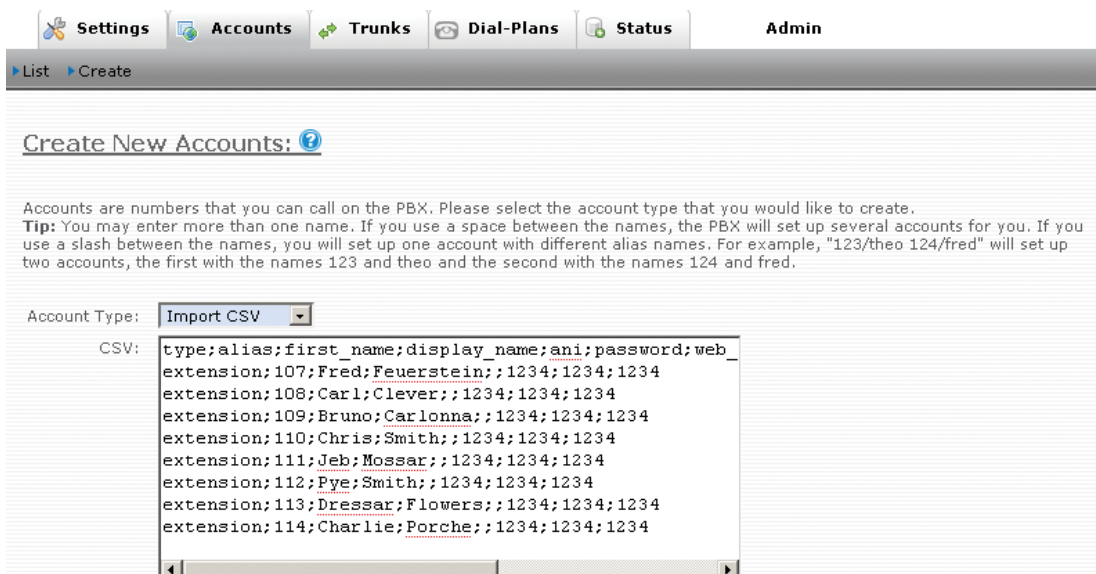 Settings Accounts Trunks Dial-Plans Status Admin
List Create
Create New Accounts:
Accounts are numbers that you can call on the PBX. Please select the account type that you would like to create.
Tip: You may enter more than one name. If you use a space between the names, the PBX will set up several accounts for you. If you
use a slash between the names, you will set up one account with different alias names. For example, "123/theo 124/fred" will set up
two accounts, the first with the names 123 and theo and the second with the names 124 and fred.
Account Type: Import CSV
CSV: type;alias;first_name;display_name;ani;password;web_
extension;107;Fred;Feuerstein;;1234;1234;1234
extension;108;Carl;Clever;;1234;1234;1234
extension;109;Bruno;Carlonna;;1234;1234;1234
extension;110;Chris;Smith;;1234;1234;1234
extension;111;Jeb;Mossar;;1234;1234;1234
extension;112;Pye;Smith;;1234;1234;1234
extension;113;Dressar;Flowers;;1234;1234;1234
extension;114;Charlie;Porche;;1234;1234;1234